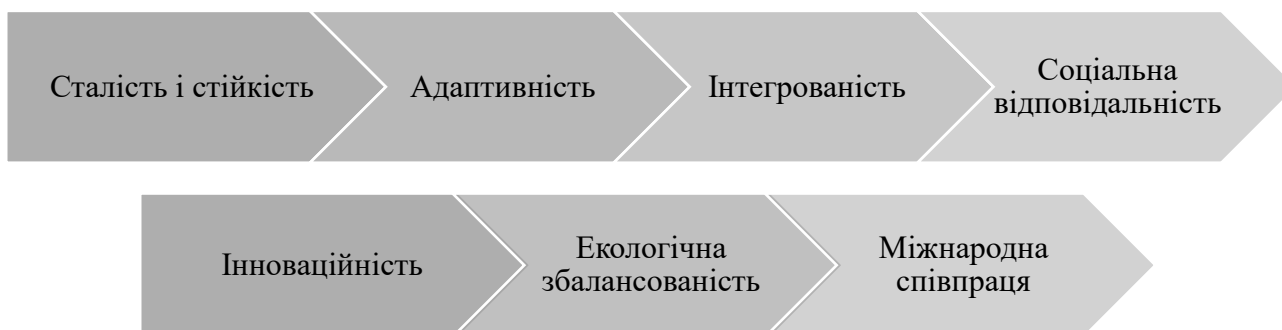 Сталість і стійкість
Адаптивність
Інтегрованість
Соціальна
відповідальність
Інноваційність
Екологічна
збалансованість
Міжнародна
співпраця